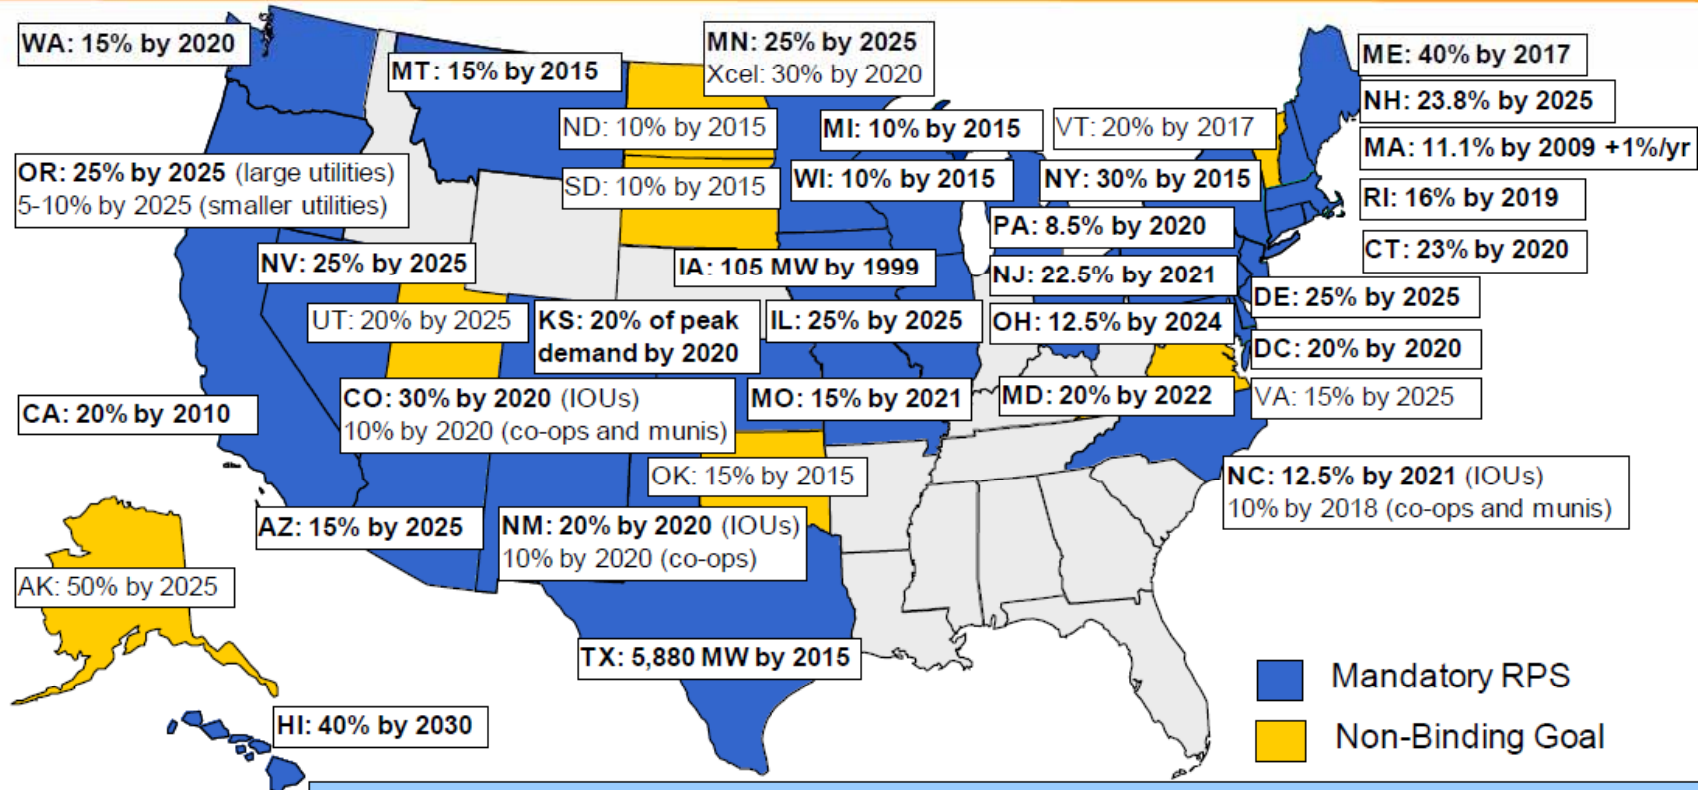 WA: 15% by 2020
MT: 15% by 2015
MN: 25% by 2025
Xcel: 30% by 2020
ME: 40% by 2017
NH: 23.8% by 2025
ND: 10% by 2015
MI: 10% by 2015
VT: 20% by 2017
MA: 11.1% by 2009 +1%/yr
OR: 25% by 2025 (large utilities)
5-10% by 2025 (smaller utilities)
SD: 10% by 2015
WI: 10% by 2015
NY: 30% by 2015
RI: 16% by 2019
PA: 8.5% by 2020
CT: 23% by 2020
NV: 25% by 2025
IA: 105 MW by 1999
NJ: 22.5% by 2021
DE: 25% by 2025
UT: 20% by 2025
KS: 20% of peak
demand by 2020
IL: 25% by 2025
OH: 12.5% by 2024
DC: 20% by 2020
CA: 20% by 2010
CO: 30% by 2020 (IOUs)
10% by 2020 (co-ops and munis)
MO: 15% by 2021
MD: 20% by 2022
VA: 15% by 2025
OK: 15% by 2015
NC: 12.5% by 2021 (IOUs)
10% by 2018 (co-ops and munis)
AZ: 15% by 2025
NM: 20% by 2020 (IOUs)
10% by 2020 (co-ops)
AK: 50% by 2025
TX: 5,880 MW by 2015
HI: 40% by 2030
Mandatory RPS
Non-Binding Goal